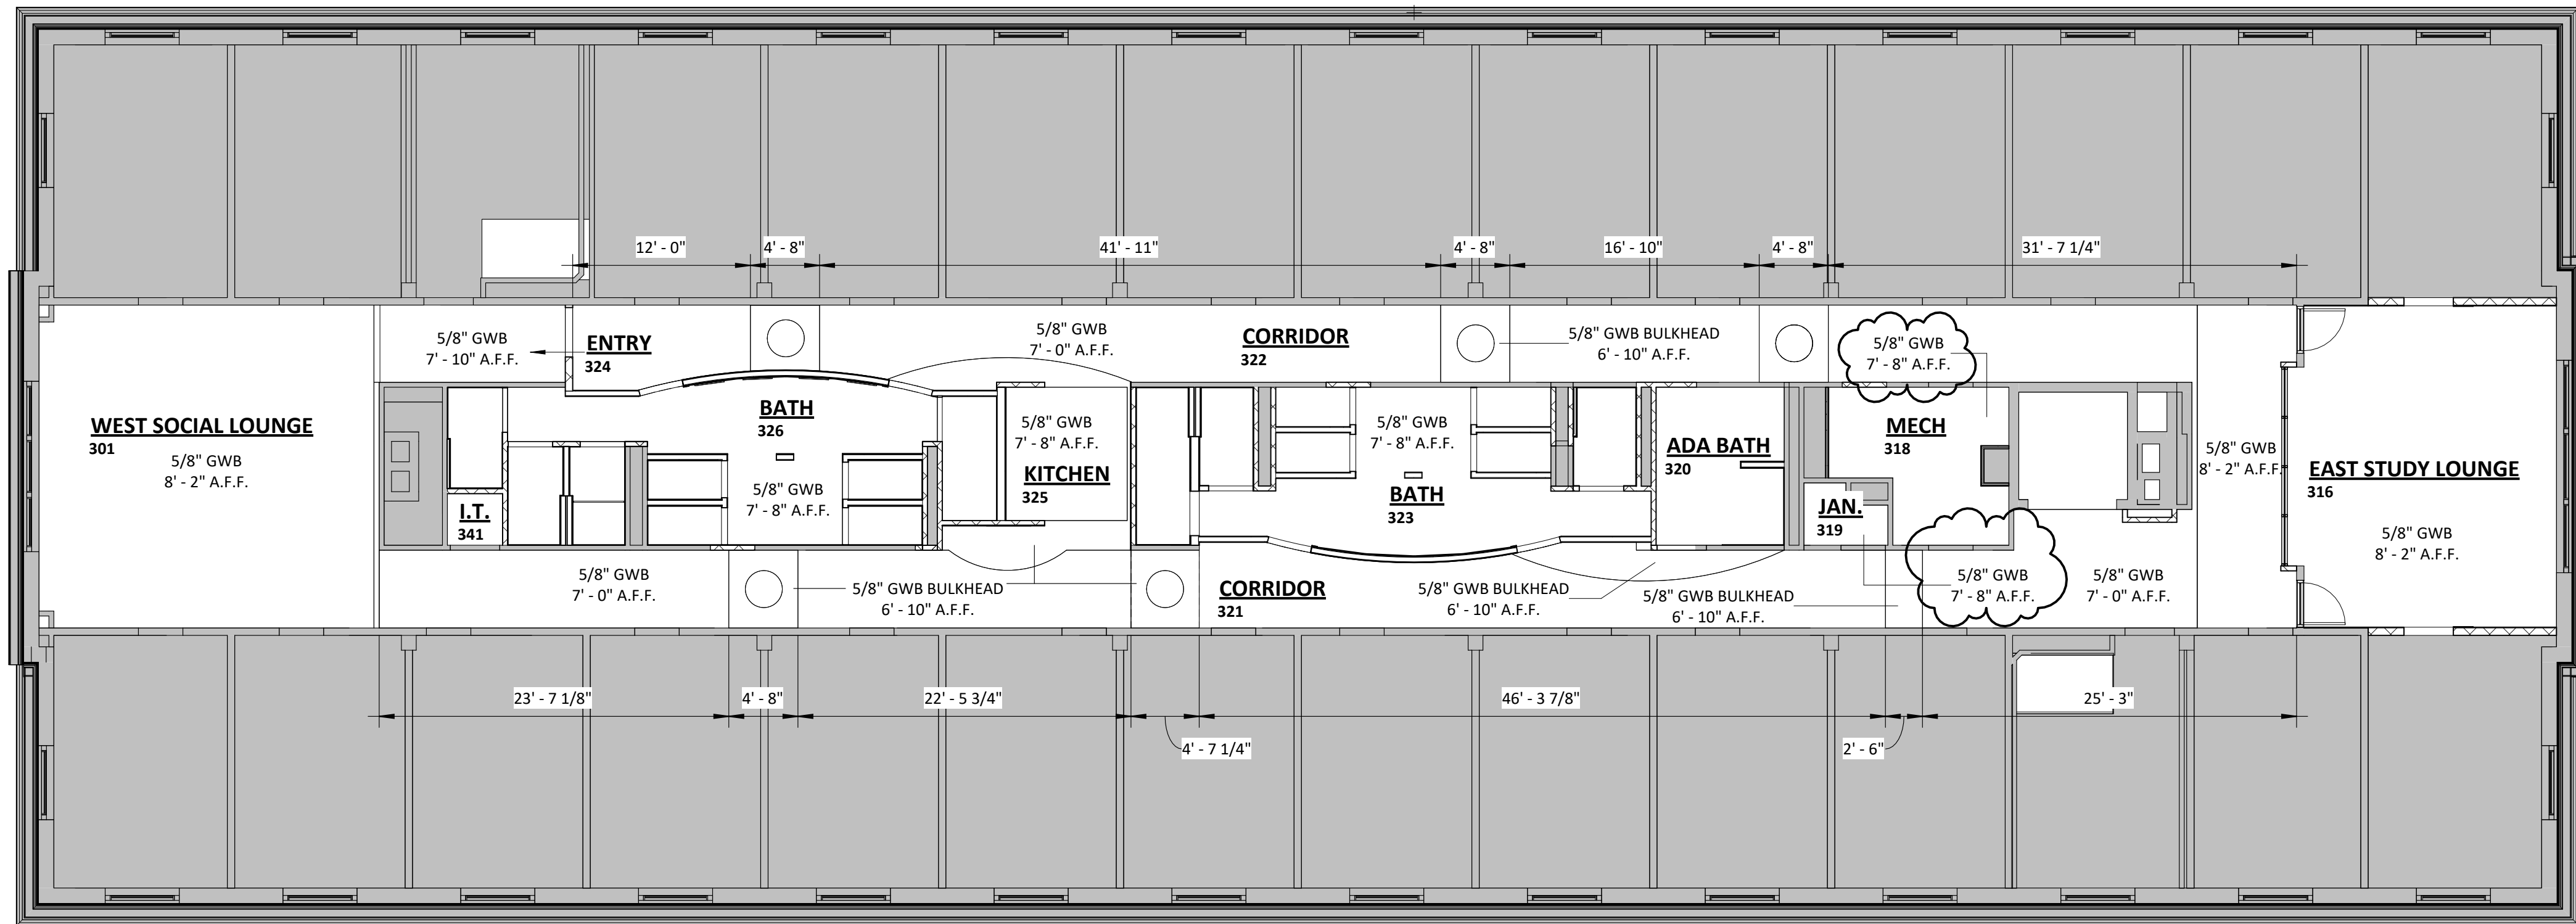 12' - 0"
4' - 8"
41' - 11"
4' - 8"
16' - 10"
4' - 8"
31' - 7 1/4"
5/8" GWB
7' - 10" A.F.F.
ENTRY
324
5/8" GWB
7' - 0" A.F.F.
CORRIDOR
322
5/8" GWB BULKHEAD
6' - 10" A.F.F.
5/8" GWB
7' - 8" A.F.F.
WEST SOCIAL LOUNGE
301
5/8" GWB
8' - 2" A.F.F.
I.T.
341
BATH
326
5/8" GWB
7' - 8" A.F.F.
5/8" GWB
7' - 8" A.F.F.
KITCHEN
325
5/8" GWB
7' - 8" A.F.F.
BATH
323
ADA BATH
320
MECH
318
JAN.
319
5/8" GWB
8' - 2" A.F.F.
EAST STUDY LOUNGE
316
5/8" GWB
8' - 2" A.F.F.
5/8" GWB
7' - 0" A.F.F.
5/8" GWB BULKHEAD
6' - 10" A.F.F.
CORRIDOR
321
5/8" GWB BULKHEAD
6' - 10" A.F.F.
5/8" GWB BULKHEAD
6' - 10" A.F.F.
5/8" GWB
7' - 8" A.F.F.
5/8" GWB
7' - 0" A.F.F.
23' - 7 1/8"
4' - 8"
22' - 5 3/4"
46' - 3 7/8"
25' - 3"
4' - 7 1/4"
2' - 6"